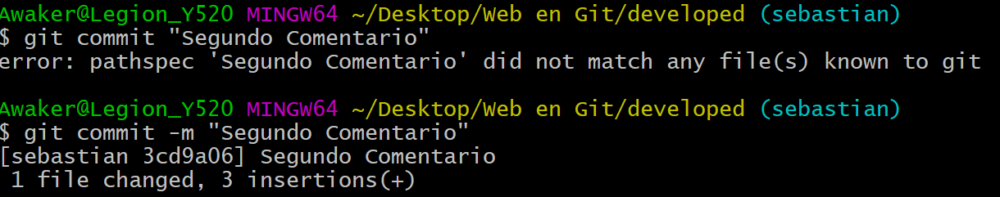 Awaker@Legion_Y520 MINGW64 ~/Desktop/Web en Git/developed (sebastian)
$ git commit "Segundo Comentario"
error: pathspec 'Segundo Comentario' did not match any file(s) known to git
Awaker@Legion_Y520 MINGW64 ~/Desktop/Web en Git/developed (sebastian)
$ git commit -m "Segundo Comentario"
[sebastian 3cd9a06] Segundo Comentario
 1 file changed, 3 insertions(+)